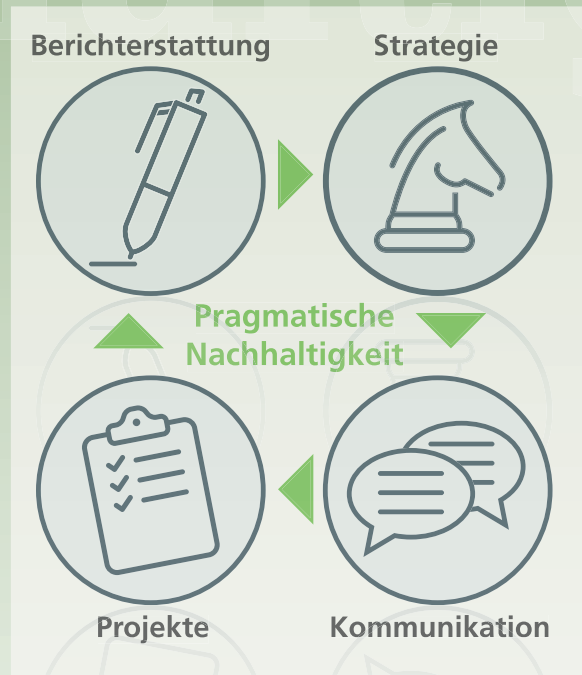 Berichterstattung
Strategie
Pragmatische
Nachhaltigkeit
Projekte
Kommunikation